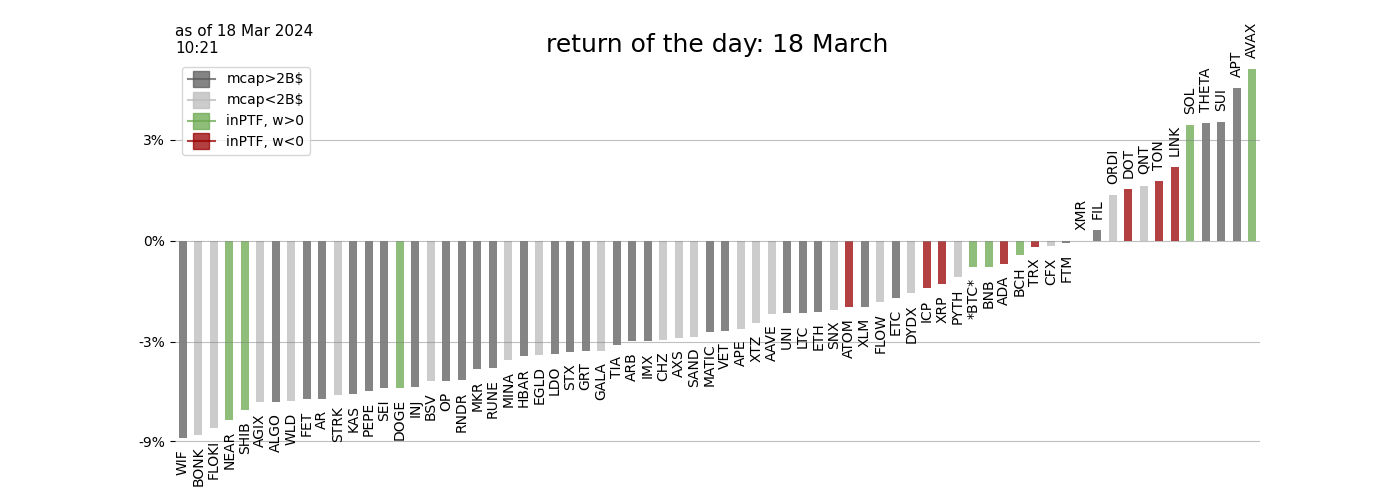 as of 18 Mar 2024
10:21
return of the day: 18 March
mcap>2B$
mcap<2B$
inPTF, w>0
inPTF, w<0
3%
0%
-3%
-9%
WIF
BONK
FLOKI
NEAR
SHIB
AGIX
ALGO
WLD
FET
AR
STRK
KAS
PEPE
SEI
DOGE
INJ
BSV
OP
RNDR
MKR
RUNE
MINA
HBAR
EGLD
LDO
STX
GRT
GALA
TIA
ARB
IMX
CHZ
AXS
SAND
MATIC
VET
APE
XTZ
AAVE
UNI
LTC
ETH
SNX
ATOM
XLM
FLOW
ETC
DYDX
ICP
XRP
PYTH
*BTC*
BNB
ADA
BCH
TRX
CFX
FTM
XMR
FIL
ORDI
DOT
QNT
TON
LINK
SOL
THETA
SUI
APT
AVAX